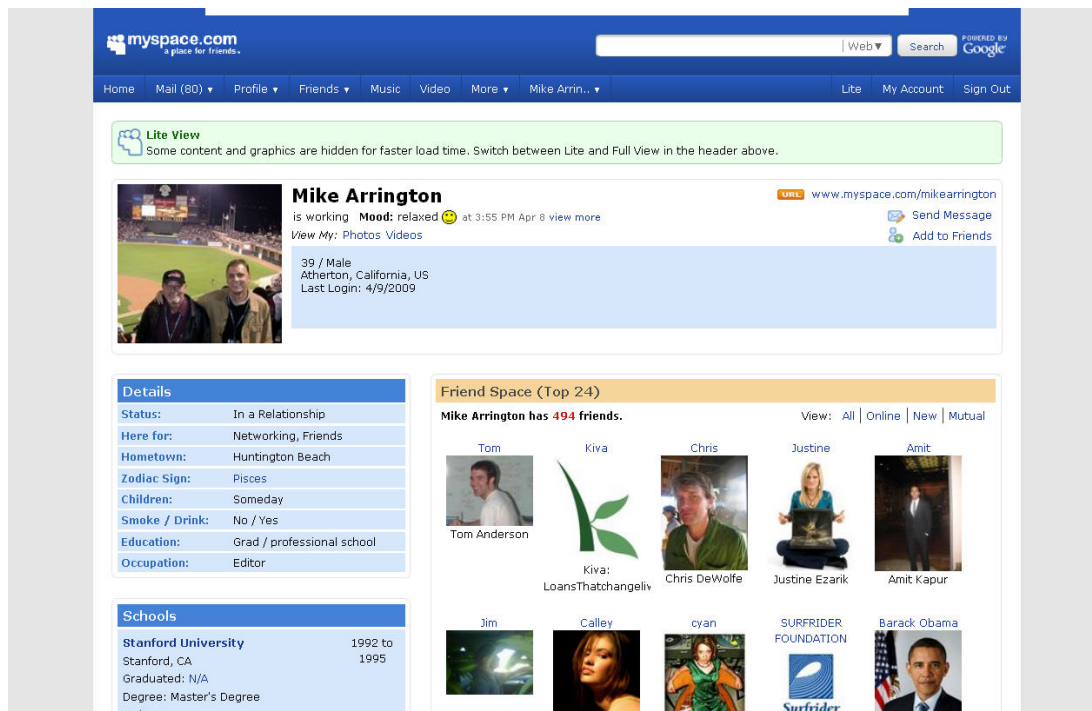 myspace.com
a place for friends.
Web▼ Search POWERED BY Google
Home Mail (80) ▼ Profile ▼ Friends ▼ Music Video More ▼ Mike Arrin.. ▼ Lite My Account Sign Out
Lite View
Some content and graphics are hidden for faster load time. Switch between Lite and Full View in the header above.
Mike Arrington
is working Mood: relaxed at 3:55 PM Apr 8 view more
View My: Photos Videos
39 / Male
Atherton, California, US
Last Login: 4/9/2009
URL www.myspace.com/mikearrington
Send Message
Add to Friends
Details
Status: In a Relationship
Here for: Networking, Friends
Hometown: Huntington Beach
Zodiac Sign: Pisces
Children: Someday
Smoke / Drink: No / Yes
Education: Grad / professional school
Occupation: Editor
Schools
Stanford University 1992 to
Stanford, CA 1995
Graduated: N/A
Degree: Master's Degree
Friend Space (Top 24)
Mike Arrington has 494 friends. View: All | Online | New | Mutual
Tom Kiva Chris Justine Amit
Tom Anderson
Kiva:
LoansThatchangeliv
Chris DeWolfe Justine Ezarik Amit Kapur
Jim Calley cyan SURFRIDER Barack Obama
FOUNDATION
Surfrider